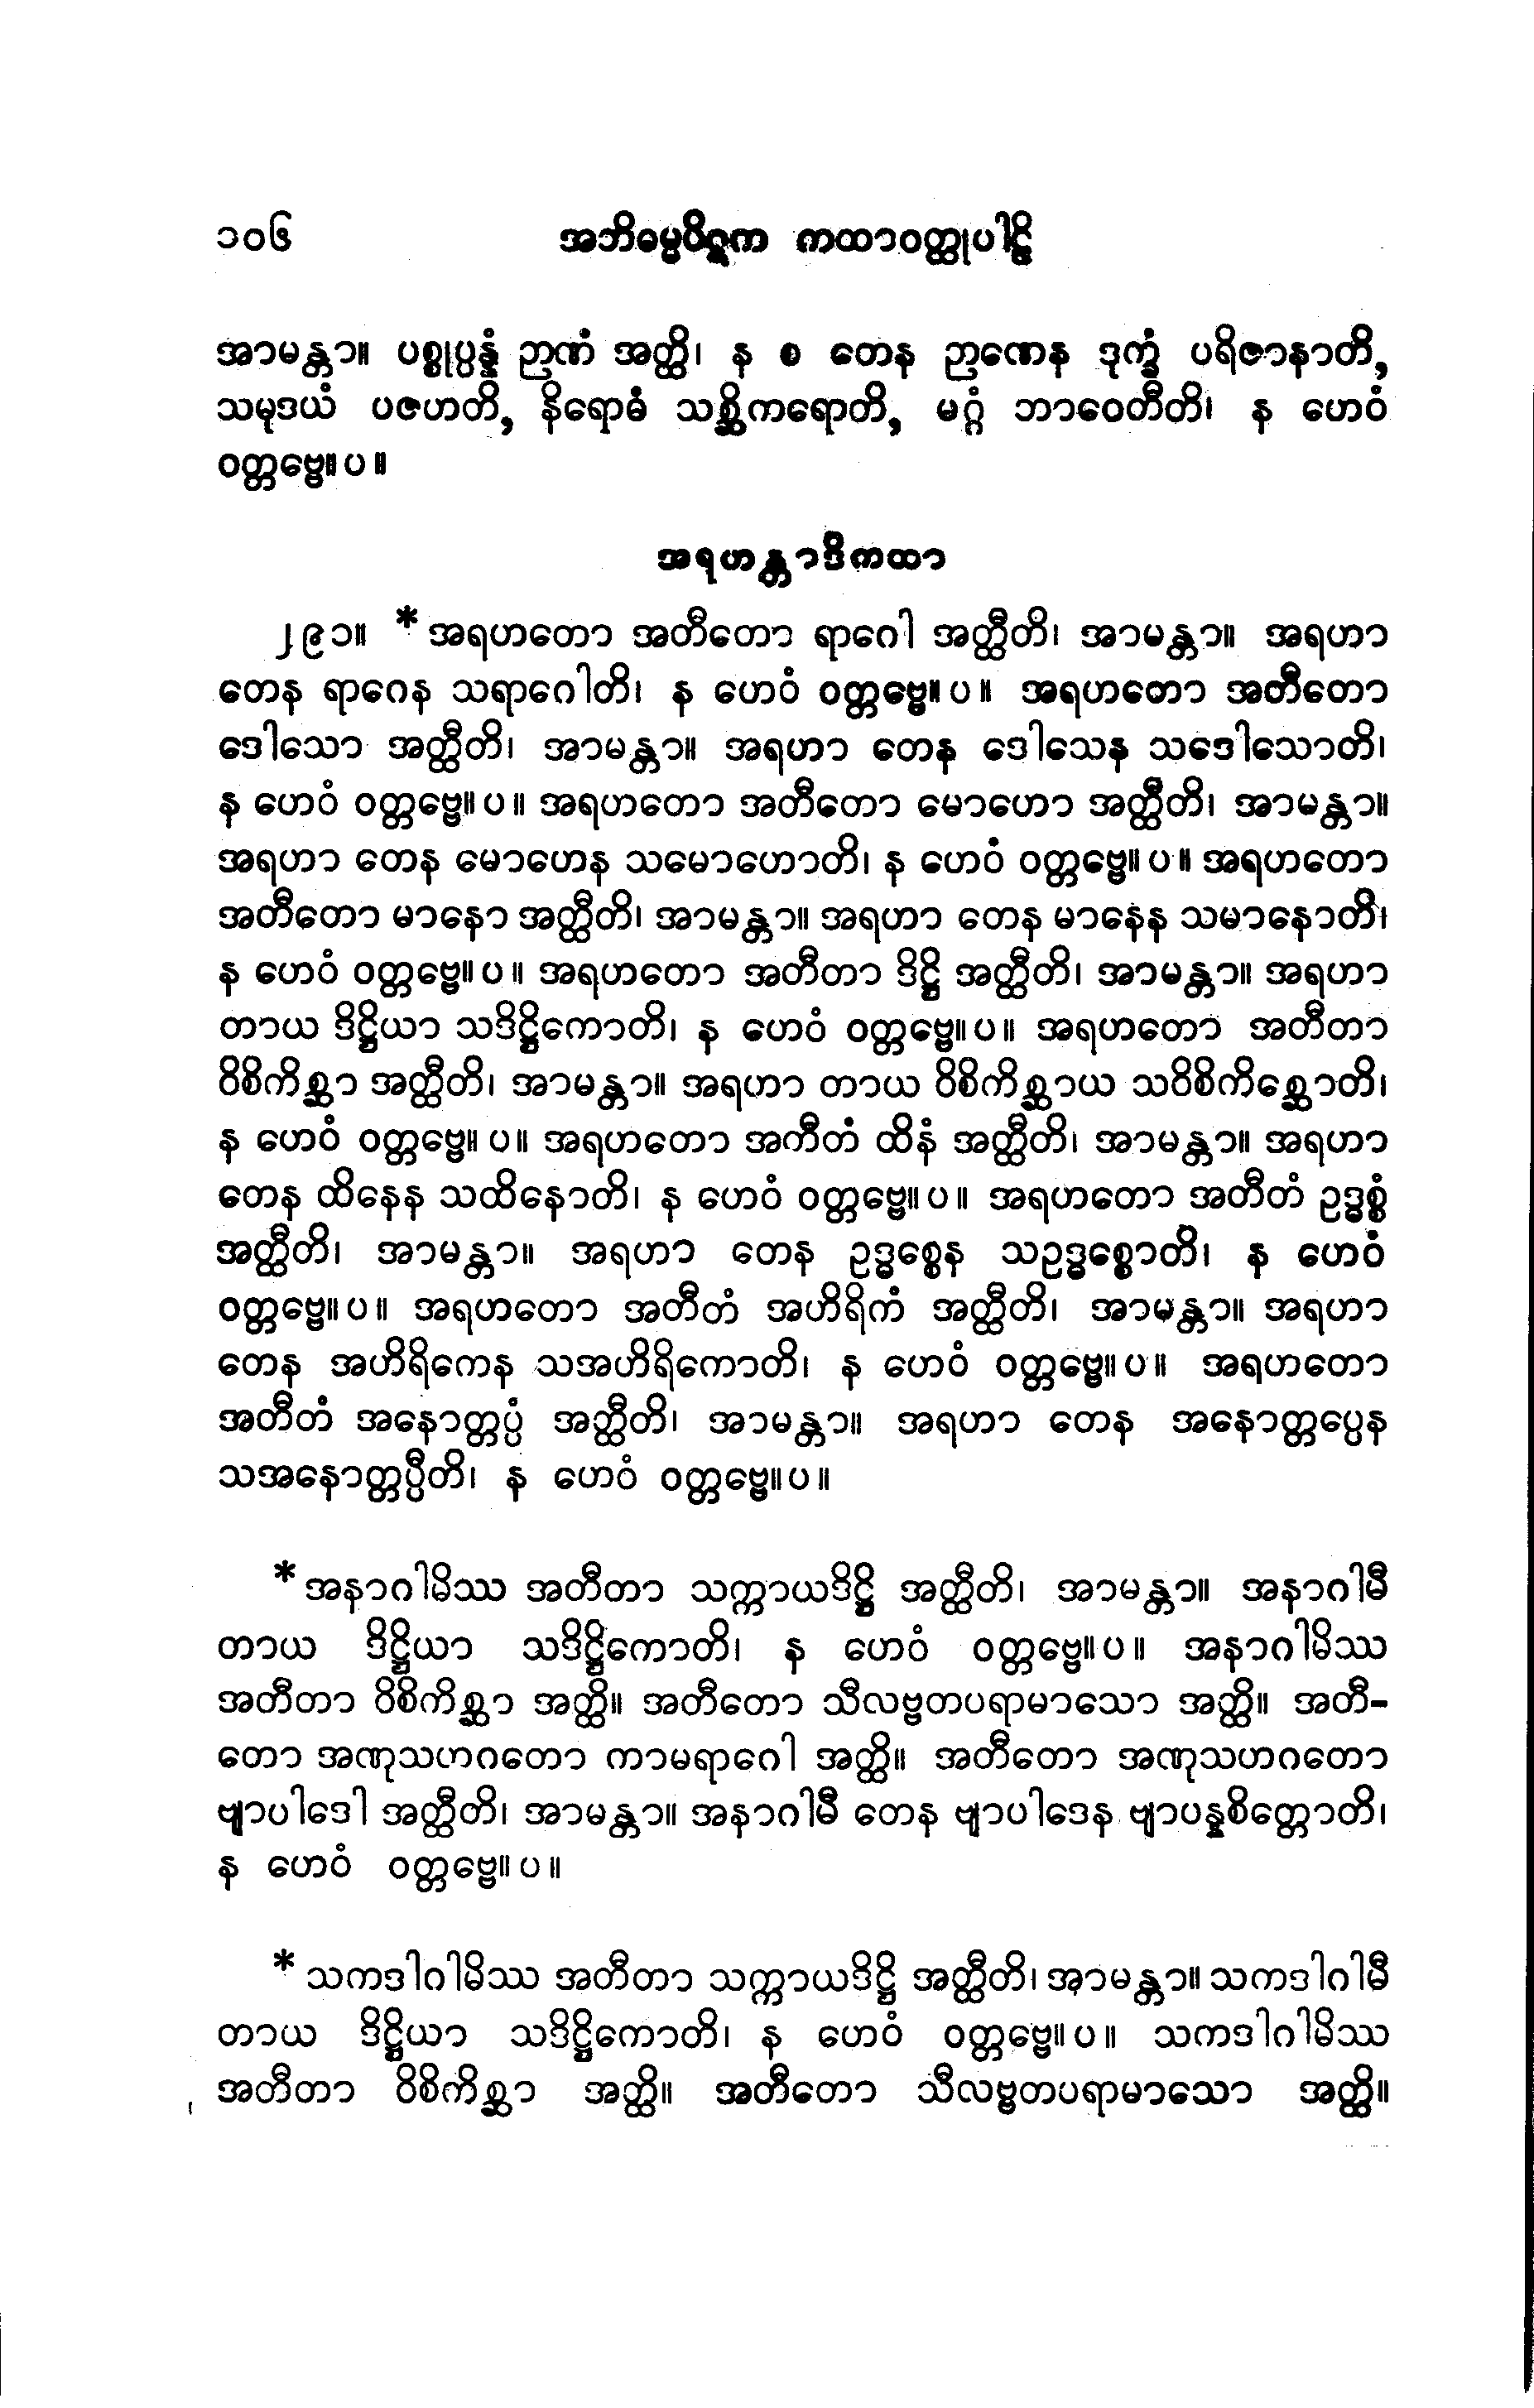 ၁၀၆ အဘိဓမ္မပိဋက ကထာဝတ္ထုပါဠိ
အာမန္တာ။ ပစ္စုပ္ပန္နံ ဉာဏံ အတ္ထိ၊ န စ တေန ဉာဏေန ဒုက္ခံ ပရိဇာနာတိ,
သမုဒယံ ပဇဟတိ, နိရောဓံ သစ္ဆိကရောတိ, မဂ္ဂံ ဘာဝေတီတိ၊ န ဟေဝံ
ဝတ္တဗ္ဗေ။ပ။
အရဟန္တာဒိကထာ
၂၉၁။ *အရဟတော အတီတော ရာဂေါ အတ္ထီတိ၊ အာမန္တာ။ အရဟာ
တေန ရာဂေန သရာဂေါတိ၊ န ဟေဝံ ဝတ္တဗ္ဗေ။ပ။ အရဟတော အတီတော
ဒေါသော အတ္ထီတိ၊ အာမန္တာ။ အရဟာ တေန ဒေါသေန သဒေါသောတိ၊
န ဟေဝံ ဝတ္တဗ္ဗေ။ပ။ အရဟတော အတီတော မောဟော အတ္ထီတိ၊ အာမန္တာ။
အရဟာ တေန မောဟေန သမောဟောတိ၊ န ဟေဝံ ဝတ္တဗ္ဗေ။ပ။ အရဟတော
အတီတော မာနော အတ္ထီတိ၊ အာမန္တာ။ အရဟာ တေန မာနေန သမာနောတိ၊
န ဟေဝံ ဝတ္တဗ္ဗေ။ပ။ အရဟတော အတီတာ ဒိဋ္ဌိ အတ္ထီတိ၊ အာမန္တာ။ အရဟာ
တာယ ဒိဋ္ဌိယာ သဒိဋ္ဌိကောတိ၊ န ဟေဝံ ဝတ္တဗ္ဗေ။ပ။ အရဟတော အတီတာ
ဝိစိကိစ္ဆာ အတ္ထီတိ၊ အာမန္တာ။ အရဟာ တာယ ဝိစိကိစ္ဆာယ သဝိစိကိစ္ဆောတိ၊
န ဟေဝံ ဝတ္တဗ္ဗေ။ပ။ အရဟတော အကီတံ ထိနံ အတ္ထီတိ၊ အာမန္တာ။ အရဟာ
တေန ထိနေန သထိနောတိ၊ န ဟေဝံ ဝတ္တဗ္ဗေ။ပ။ အရဟတော အတီတံ ဥဒ္ဓစ္စံ
အတ္ထီတိ၊ အာမန္တာ။ အရဟာ တေန ဥဒ္ဓစ္စေန သဥဒ္ဓစ္စောတိ၊ န ဟေဝံ
ဝတ္တဗ္ဗေ။ပ။ အရဟတော အတီတံ အဟိရိကံ အတ္ထီတိ၊ အာမန္တာ။ အရဟာ
တေန အဟိရိကေန သအဟိရိကောတိ၊ န ဟေဝံ ဝတ္တဗ္ဗေ။ပ။ အရဟတော
အတီတံ အနောတ္တပ္ပံ အတ္ထီတိ၊ အာမန္တာ။ အရဟာ တေန အနောတ္တပ္ပေန
သအနောတ္တပ္ပီတိ၊ န ဟေဝံ ဝတ္တဗ္ဗေ။ပ။
*အနာဂါမိဿ အတီတာ သက္ကာယဒိဋ္ဌိ အတ္ထီတိ၊ အာမန္တာ။ အနာဂါမီ
တာယ ဒိဋ္ဌိယာ သဒိဋ္ဌိကောတိ၊ န ဟေဝံ ဝတ္တဗ္ဗေ။ပ။ အနာဂါမိဿ
အတီတာ ဝိစိကိစ္ဆာ အတ္ထိ။ အတီတော သီလဗ္ဗတပရာမာသော အတ္ထိ။ အတီ-
တော အဏုသဟဂတော ကာမရာဂေါ အတ္ထိ။ အတီတော အဏုသဟဂတော
ဗျာပါဒေါ အတ္ထီတိ၊ အာမန္တာ။ အနာဂါမီ တေန ဗျာပါဒေန ဗျာပန္နစိတ္တောတိ၊
န ဟေဝံ ဝတ္တဗ္ဗေ။ပ။
*သကဒါဂါမိဿ အတီတာ သက္ကာယဒိဋ္ဌိ အတ္ထီတိ၊ အာမန္တာ။ သကဒါဂါမီ
တာယ ဒိဋ္ဌိယာ သဒိဋ္ဌိကောတိ၊ န ဟေဝံ ဝတ္တဗ္ဗေ။ပ။ သကဒါဂါမိဿ
အတီတာ ဝိစိကိစ္ဆာ အတ္ထိ။ အတီတော သီလဗ္ဗတပရာမာသော အတ္ထိ။